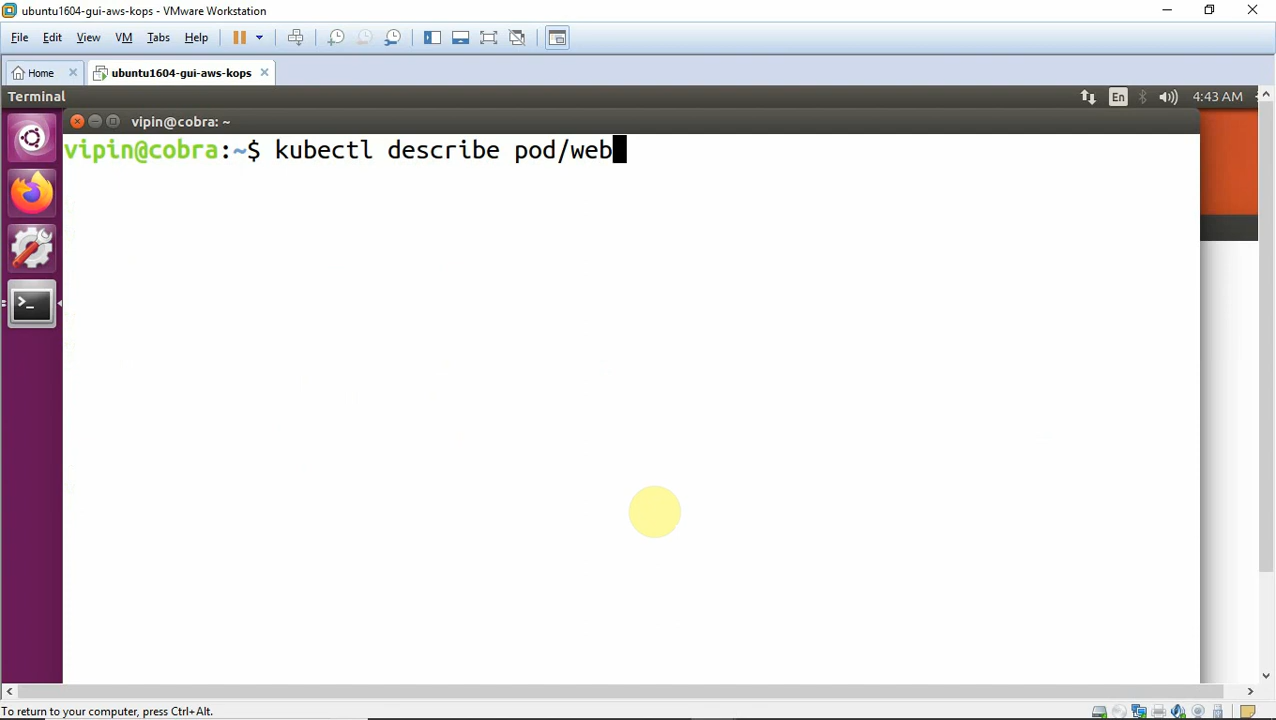 ubuntu1604-gui-aws-kops - VMware Workstation
File Edit View VM Tabs Help
Home ubuntu1604-gui-aws-kops
Terminal En 4:43 AM
vipin@cobra: ~
vipin@cobra:~$ kubectl describe pod/web
>_
To return to your computer, press Ctrl+Alt.